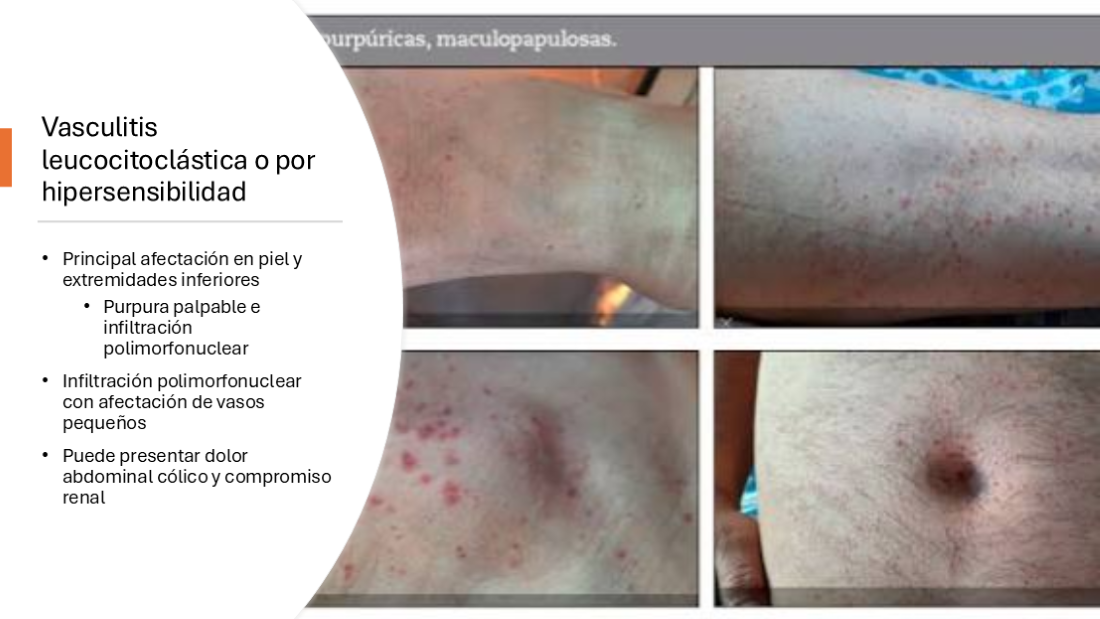 purpúricas, maculopapulosas.
Vasculitis
leucocitoclástica o por
hipersensibilidad
• Principal afectación en piel y
extremidades inferiores
• Purpura palpable e
infiltración
polimorfonuclear
• Infiltración polimorfonuclear
con afectación de vasos
pequeños
• Puede presentar dolor
abdominal cólico y compromiso
renal